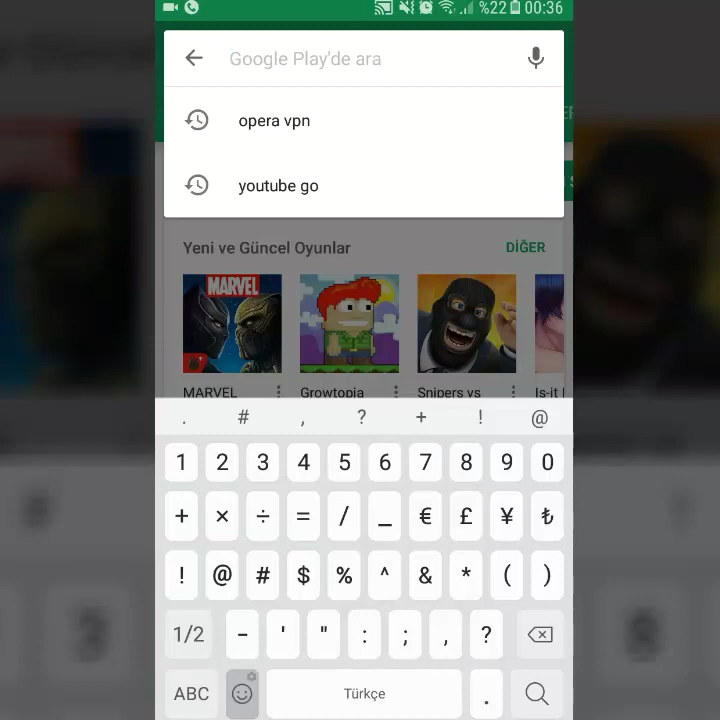 %22 00:36
Google Play'de ara
opera vpn
youtube go
Yeni ve Güncel Oyunlar DİĞER
MARVEL
MARVEL Growtopia Snipers vs Is-it
. # , ? + ! @
1 2 3 4 5 6 7 8 9 0
+ × ÷ = / _ € £ ¥ ₺
! @ # $ % ^ & * ( )
1/2 - ' " : ; , ?
ABC Türkçe .